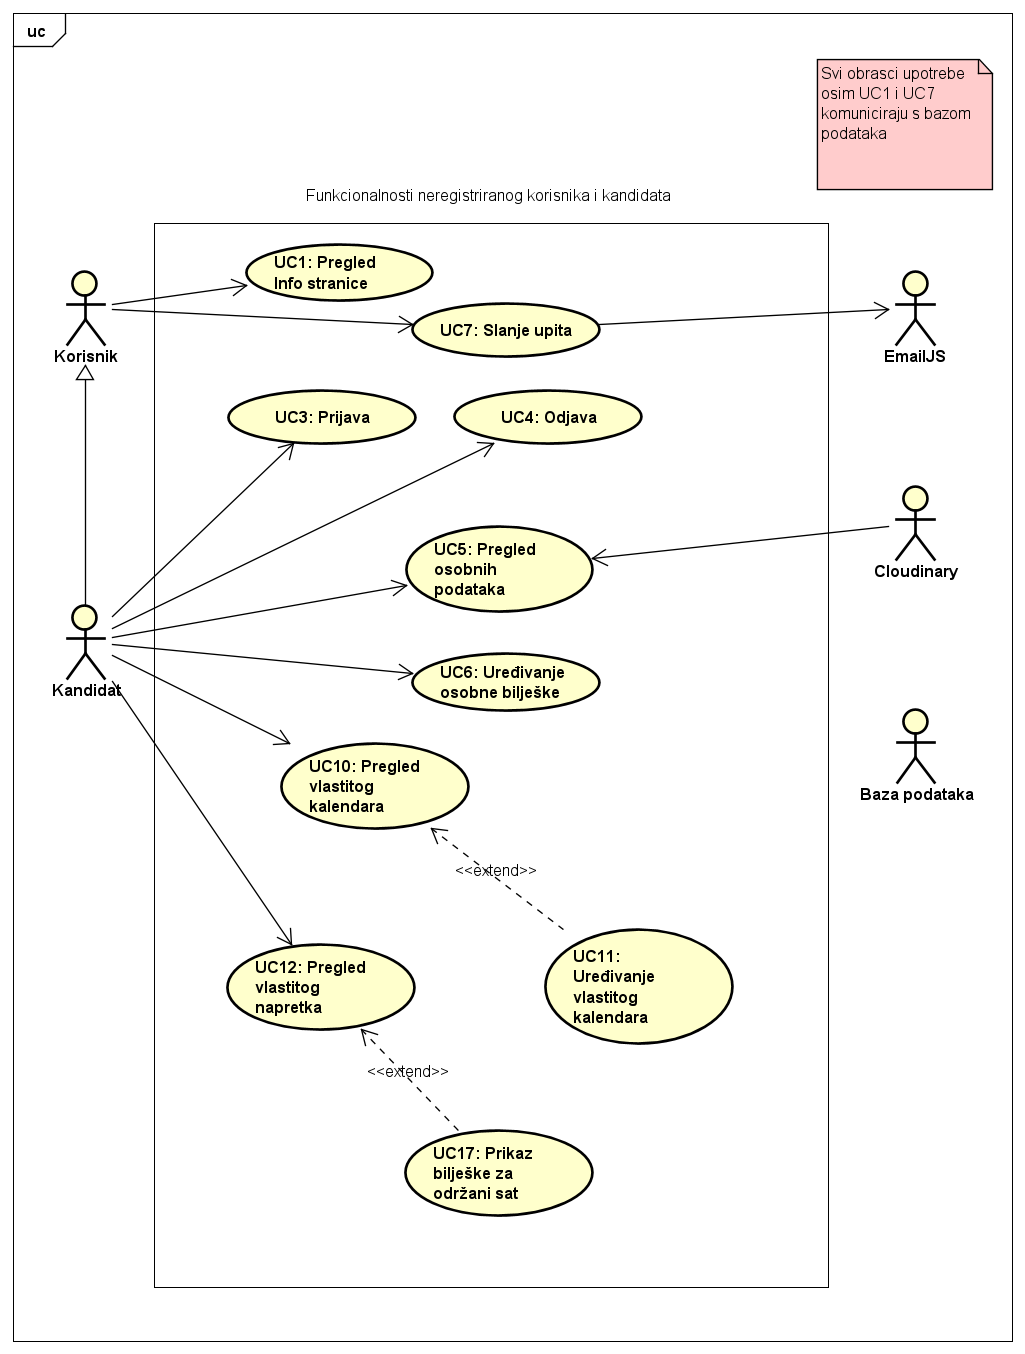 uc
Svi obrasci upotrebe
osim UC1 i UC7
komuniciraju s bazom
podataka
Funkcionalnosti neregistriranog korisnika i kandidata
UC1: Pregled
Info stranice
UC7: Slanje upita
Korisnik
EmailJS
UC3: Prijava
UC4: Odjava
UC5: Pregled
osobnih
podataka
Cloudinary
UC6: Uređivanje
osobne bilješke
Kandidat
UC10: Pregled
vlastitog
kalendara
Baza podataka
<<extend>>
UC12: Pregled
vlastitog
napretka
UC11:
Uređivanje
vlastitog
kalendara
<<extend>>
UC17: Prikaz
bilješke za
održani sat